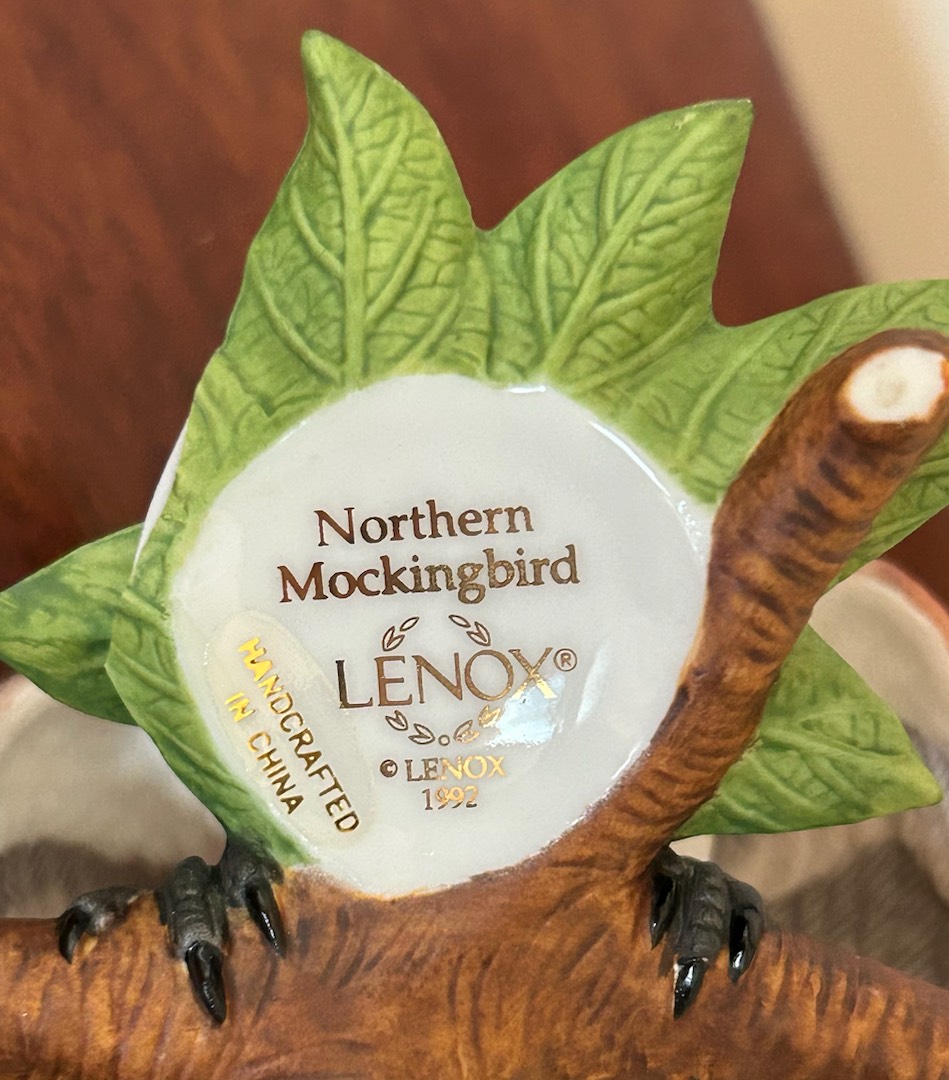 Northern
Mockingbird
LENOX®
© LENOX
1992
HANDCRAFTED
IN CHINA